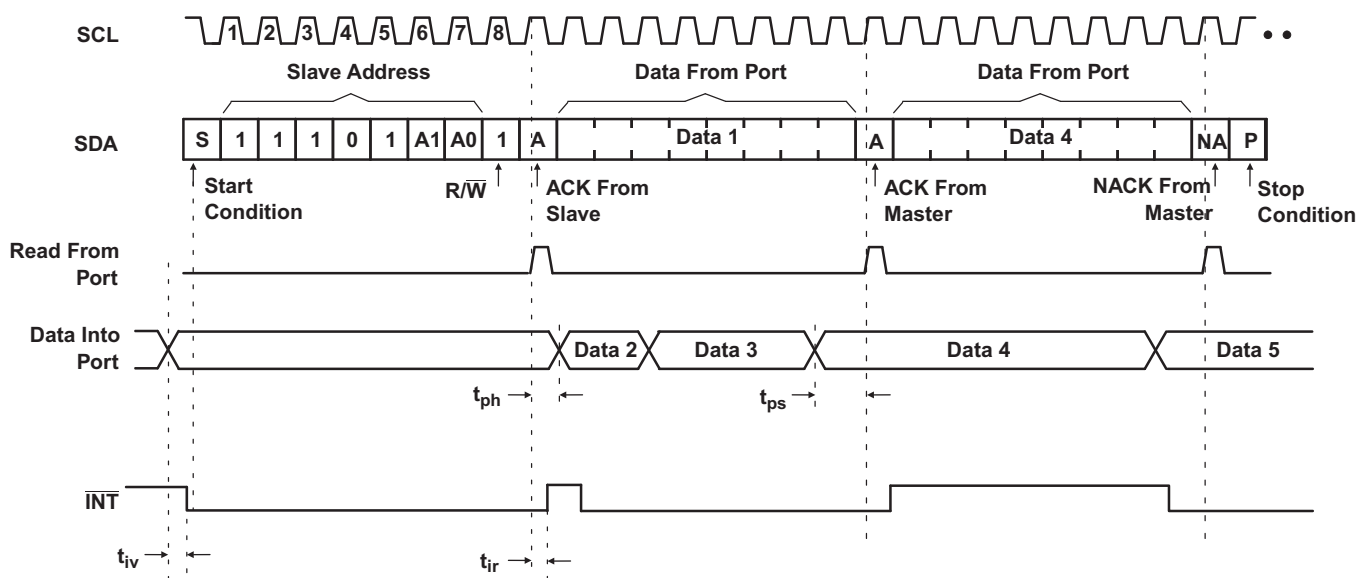 SCL
1 2 3 4 5 6 7 8
Slave Address
Data From Port
Data From Port
SDA
S 1 1 1 0 1 A1 A0 1 A Data 1 A Data 4 NA P
Start
Condition
R/W
ACK From
Slave
ACK From
Master
NACK From
Master
Stop
Condition
Read From
Port
Data Into
Port
Data 2
Data 3
Data 4
Data 5
tph
tps
INT
tiv
tir